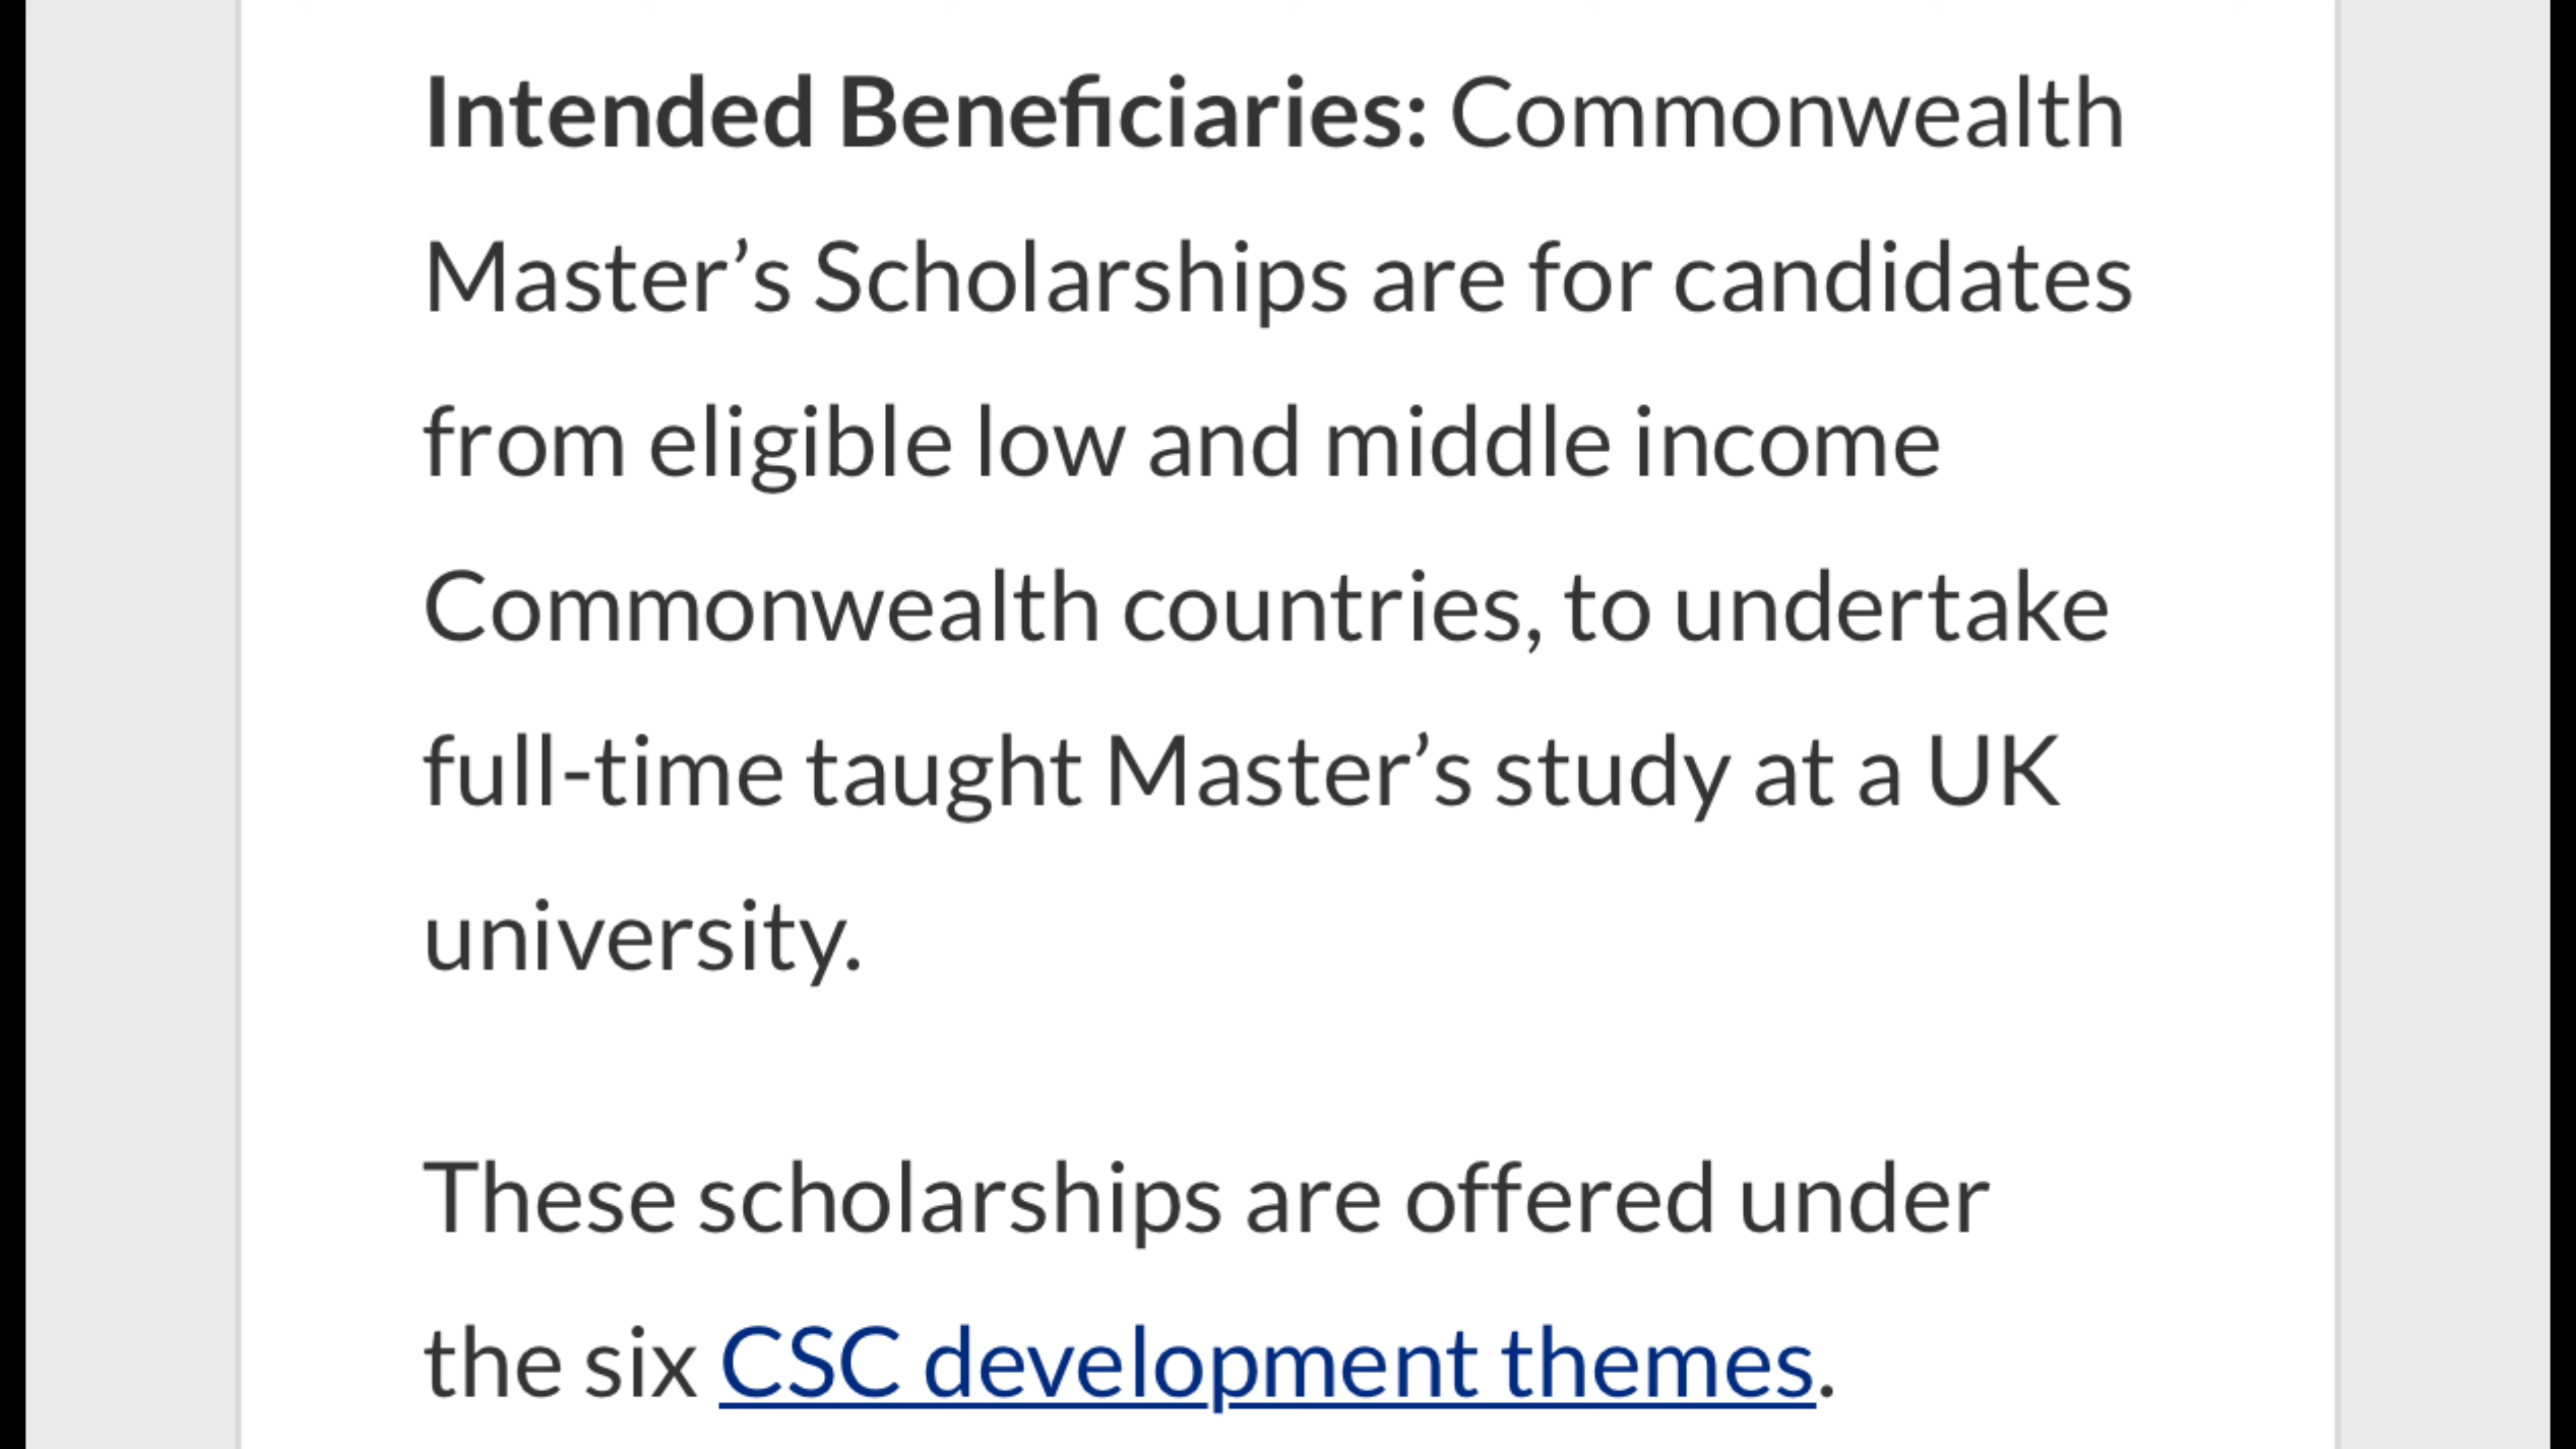 Intended Beneficiaries: Commonwealth
Master’s Scholarships are for candidates
from eligible low and middle income
Commonwealth countries, to undertake
full-time taught Master’s study at a UK
university.
These scholarships are offered under
the six CSC development themes.